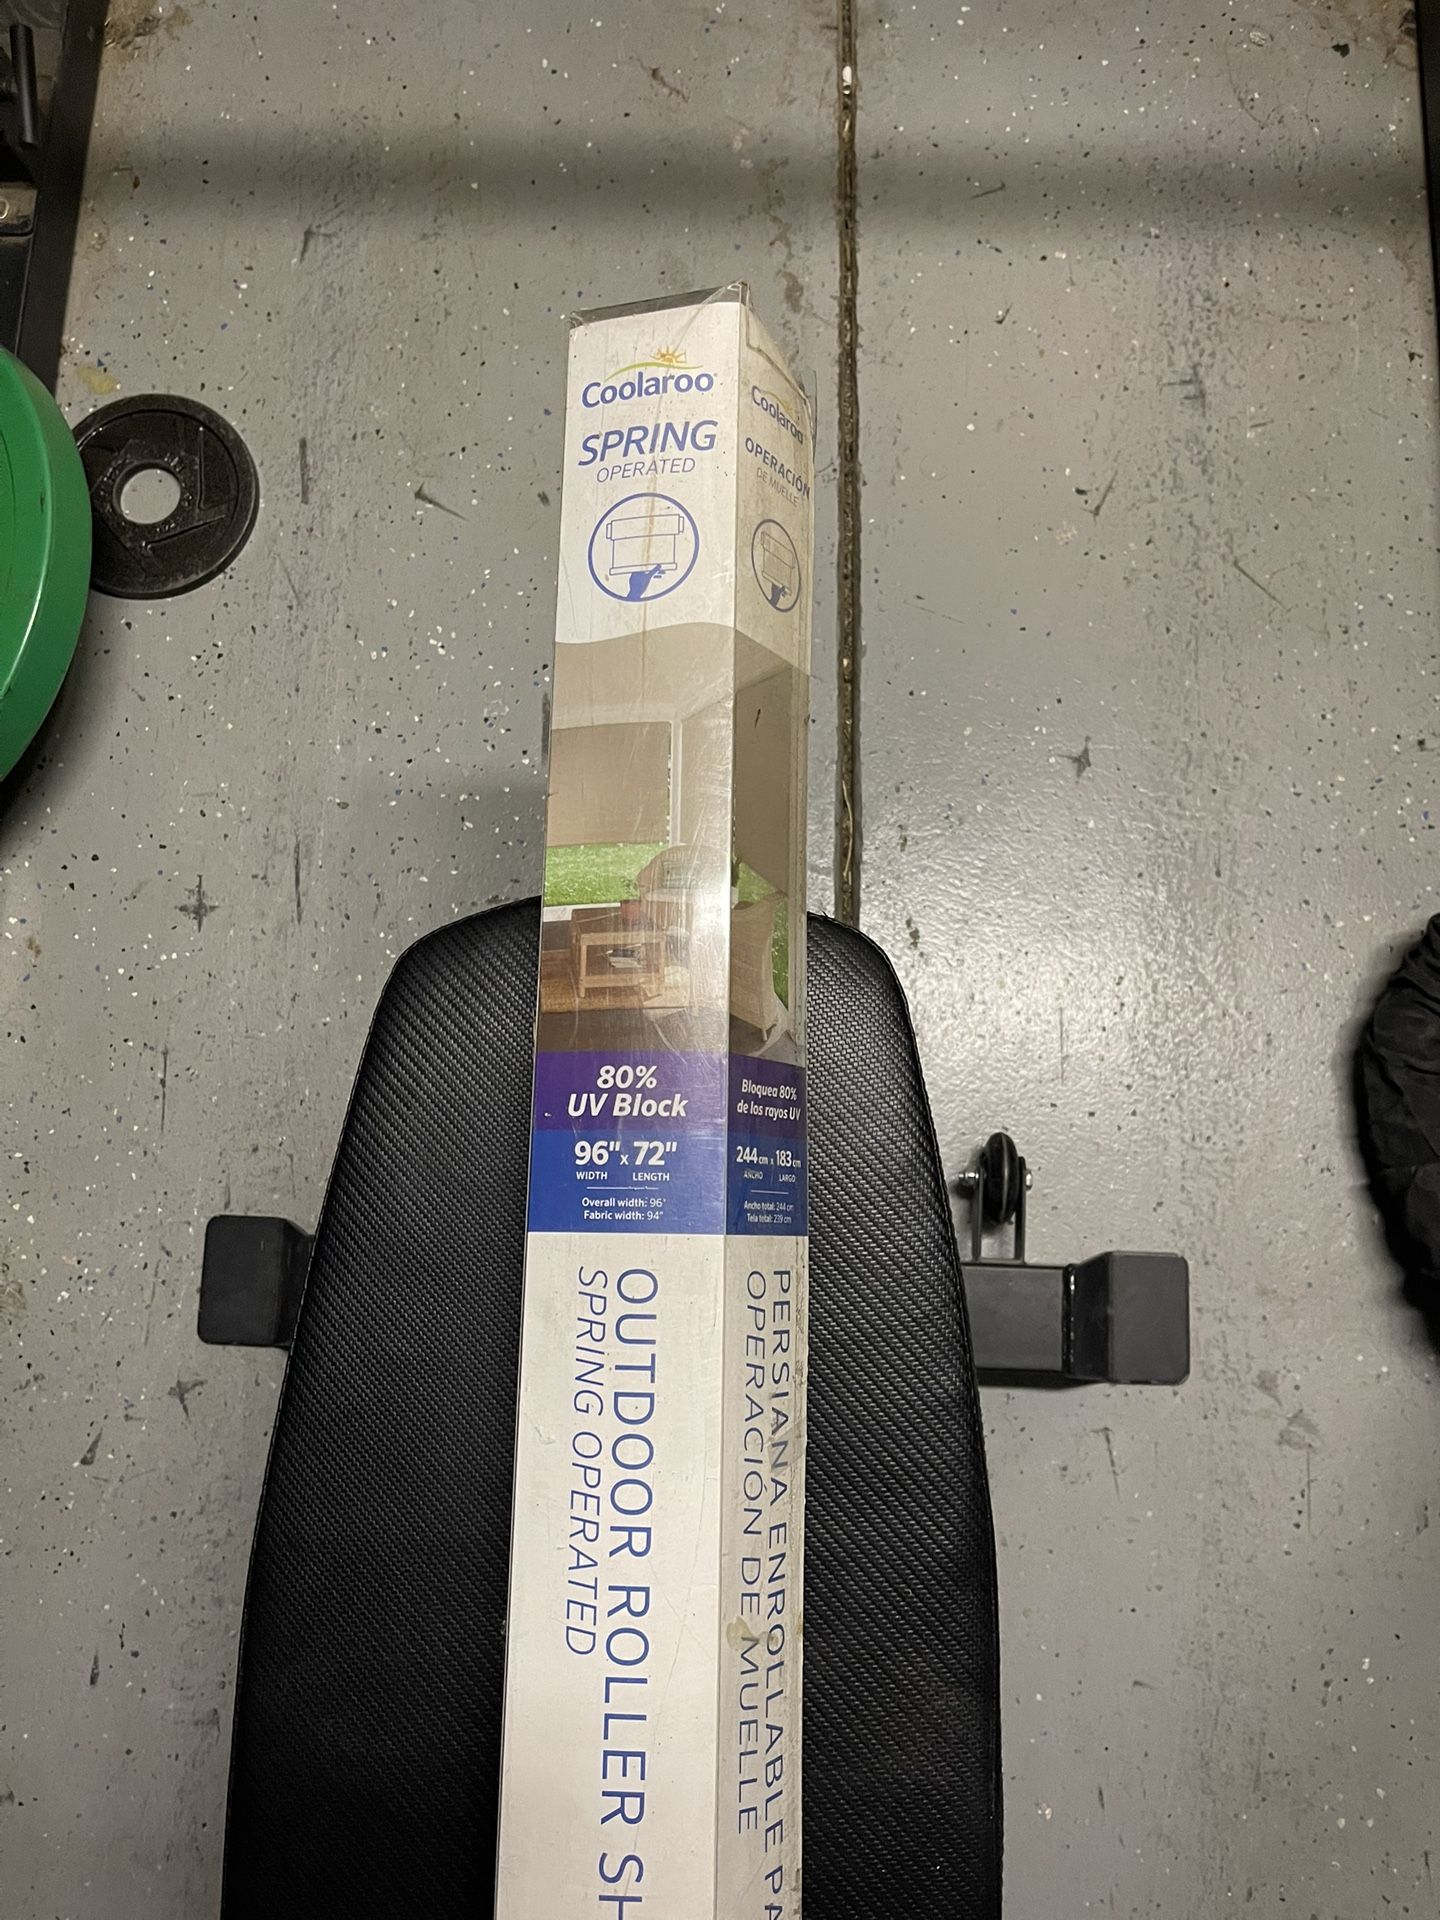 Coolaroo
SPRING
OPERATED
80%
UV Block
96" x 72"
WIDTH LENGTH
Overall width: 96"
Fabric width: 94"
OUTDOOR ROLLER SH
SPRING OPERATED
Coolaroo
OPERACIÓN
DE MUELLE
Bloquea 80%
de los rayos UV
244 cm x 183 cm
ANCHO LARGO
Ancho total: 244 cm
Tela total: 239 cm
PERSIANA ENROLLABLE PA
OPERACIÓN DE MUELLE